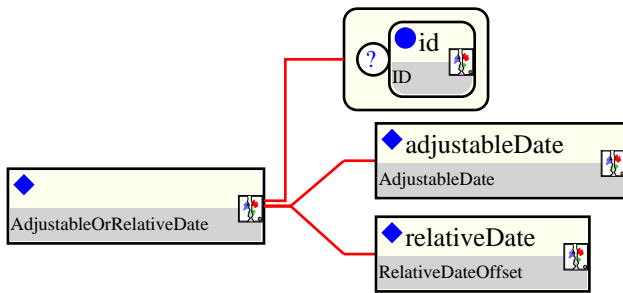 ?
id
ID
adjustableDate
AdjustableDate
AdjustableOrRelativeDate
relativeDate
RelativeDateOffset